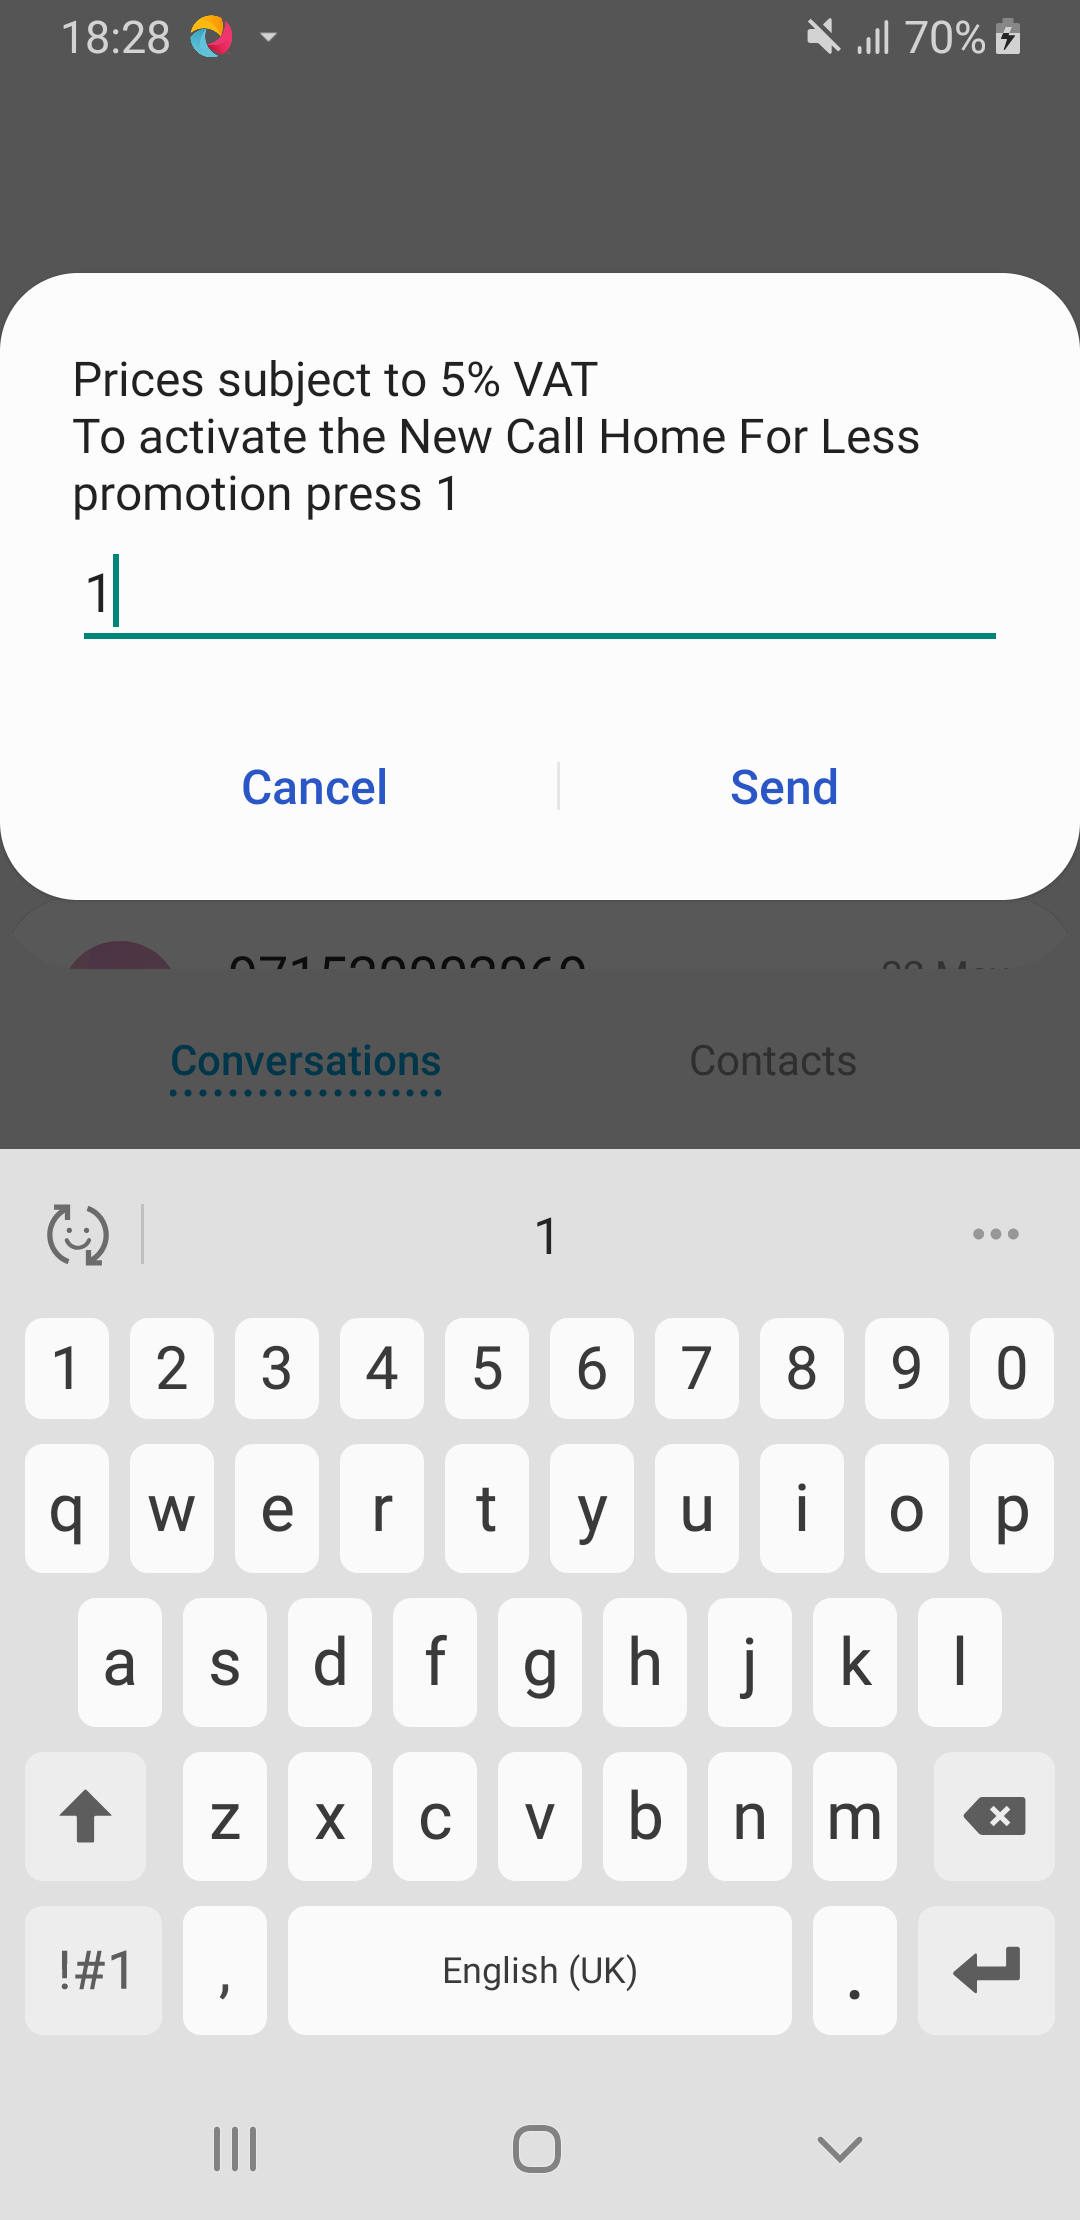 18:28 70%
Prices subject to 5% VAT
To activate the New Call Home For Less
promotion press 1
1
Cancel Send
Conversations Contacts
1
1 2 3 4 5 6 7 8 9 0
q w e r t y u i o p
a s d f g h j k l
z x c v b n m
!#1 , English (UK) .